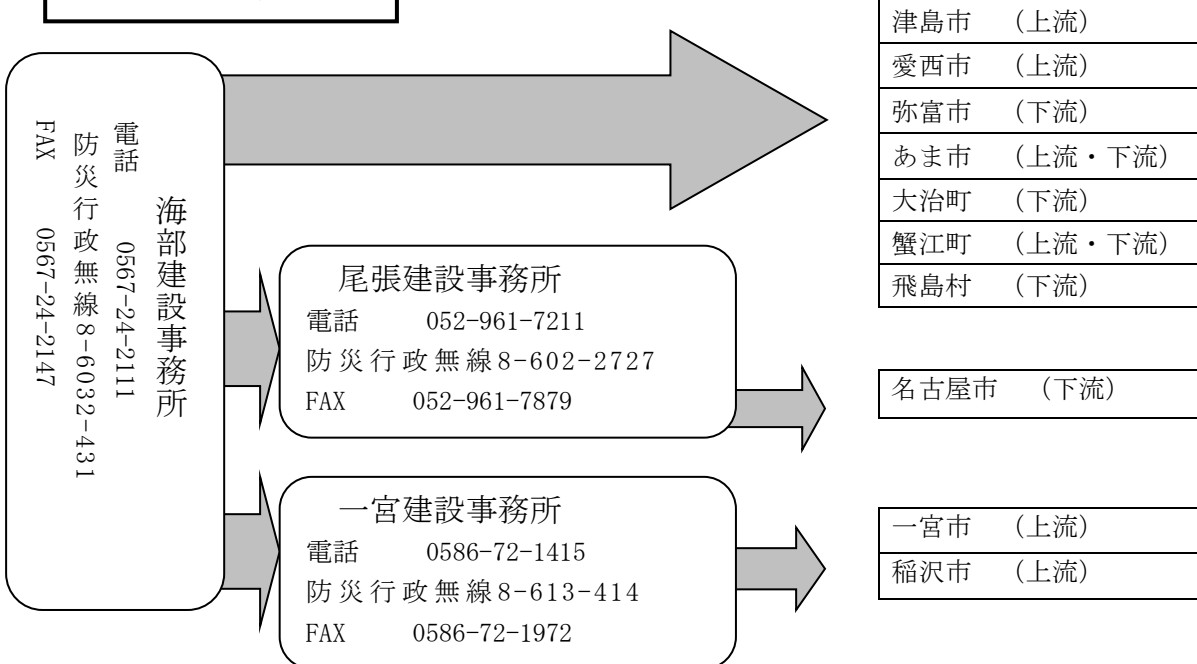 海部建設事務所
電話　0567-24-2111
防災行政無線8-6032-431
FAX　0567-24-2147
尾張建設事務所
電話　052-961-7211
防災行政無線8-602-2727
FAX　052-961-7879
一宮建設事務所
電話　0586-72-1415
防災行政無線8-613-414
FAX　0586-72-1972
津島市　（上流）
愛西市　（上流）
弥富市　（下流）
あま市　（上流・下流）
大治町　（下流）
蟹江町　（上流・下流）
飛島村　（下流）
名古屋市　（下流）
一宮市　（上流）
稲沢市　（上流）